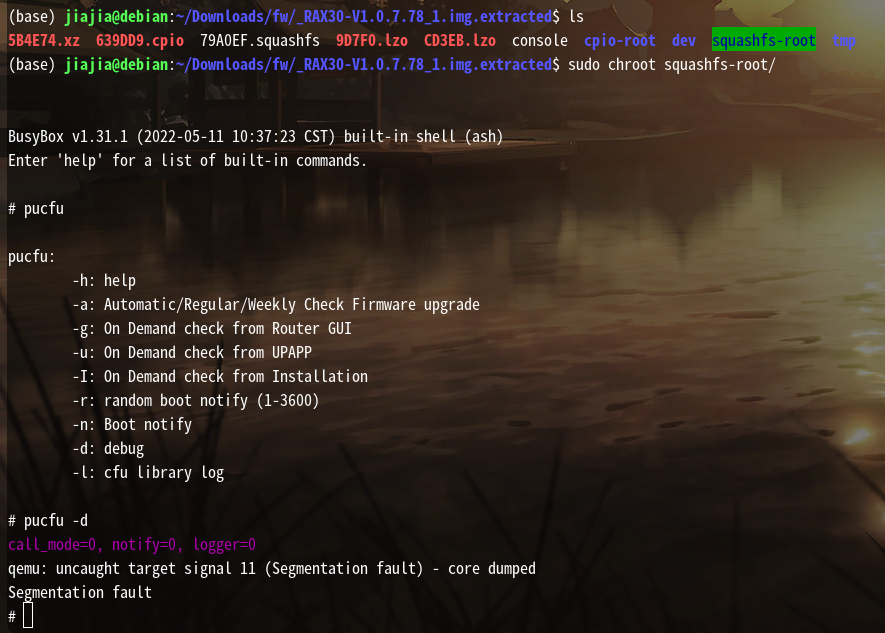 (base) jiajia@debian:~/Downloads/fw/_RAX30-V1.0.7.78_1.img.extracted$ ls
5B4E74.xz  639DD9.cpio  79A0EF.squashfs  9D7F0.lzo  CD3EB.lzo  console  cpio-root  dev  squashfs-root  tmp
(base) jiajia@debian:~/Downloads/fw/_RAX30-V1.0.7.78_1.img.extracted$ sudo chroot squashfs-root/
BusyBox v1.31.1 (2022-05-11 10:37:23 CST) built-in shell (ash)
Enter 'help' for a list of built-in commands.
# pucfu
pucfu:
        -h: help
        -a: Automatic/Regular/Weekly Check Firmware upgrade
        -g: On Demand check from Router GUI
        -u: On Demand check from UPAPP
        -I: On Demand check from Installation
        -r: random boot notify (1-3600)
        -n: Boot notify
        -d: debug
        -l: cfu library log
# pucfu -d
call_mode=0, notify=0, logger=0
qemu: uncaught target signal 11 (Segmentation fault) - core dumped
Segmentation fault
#